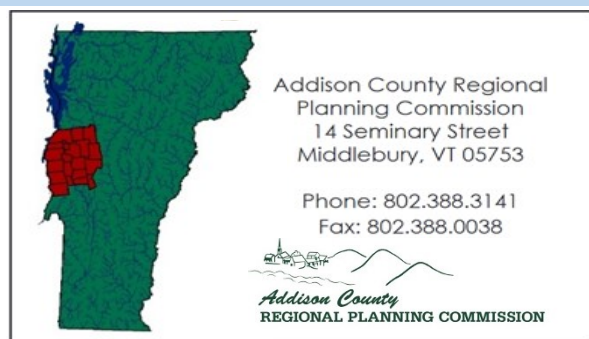 Addison County Regional
Planning Commission
14 Seminary Street
Middlebury, VT 05753
Phone: 802.388.3141
Fax: 802.388.0038
Addison County
REGIONAL PLANNING COMMISSION